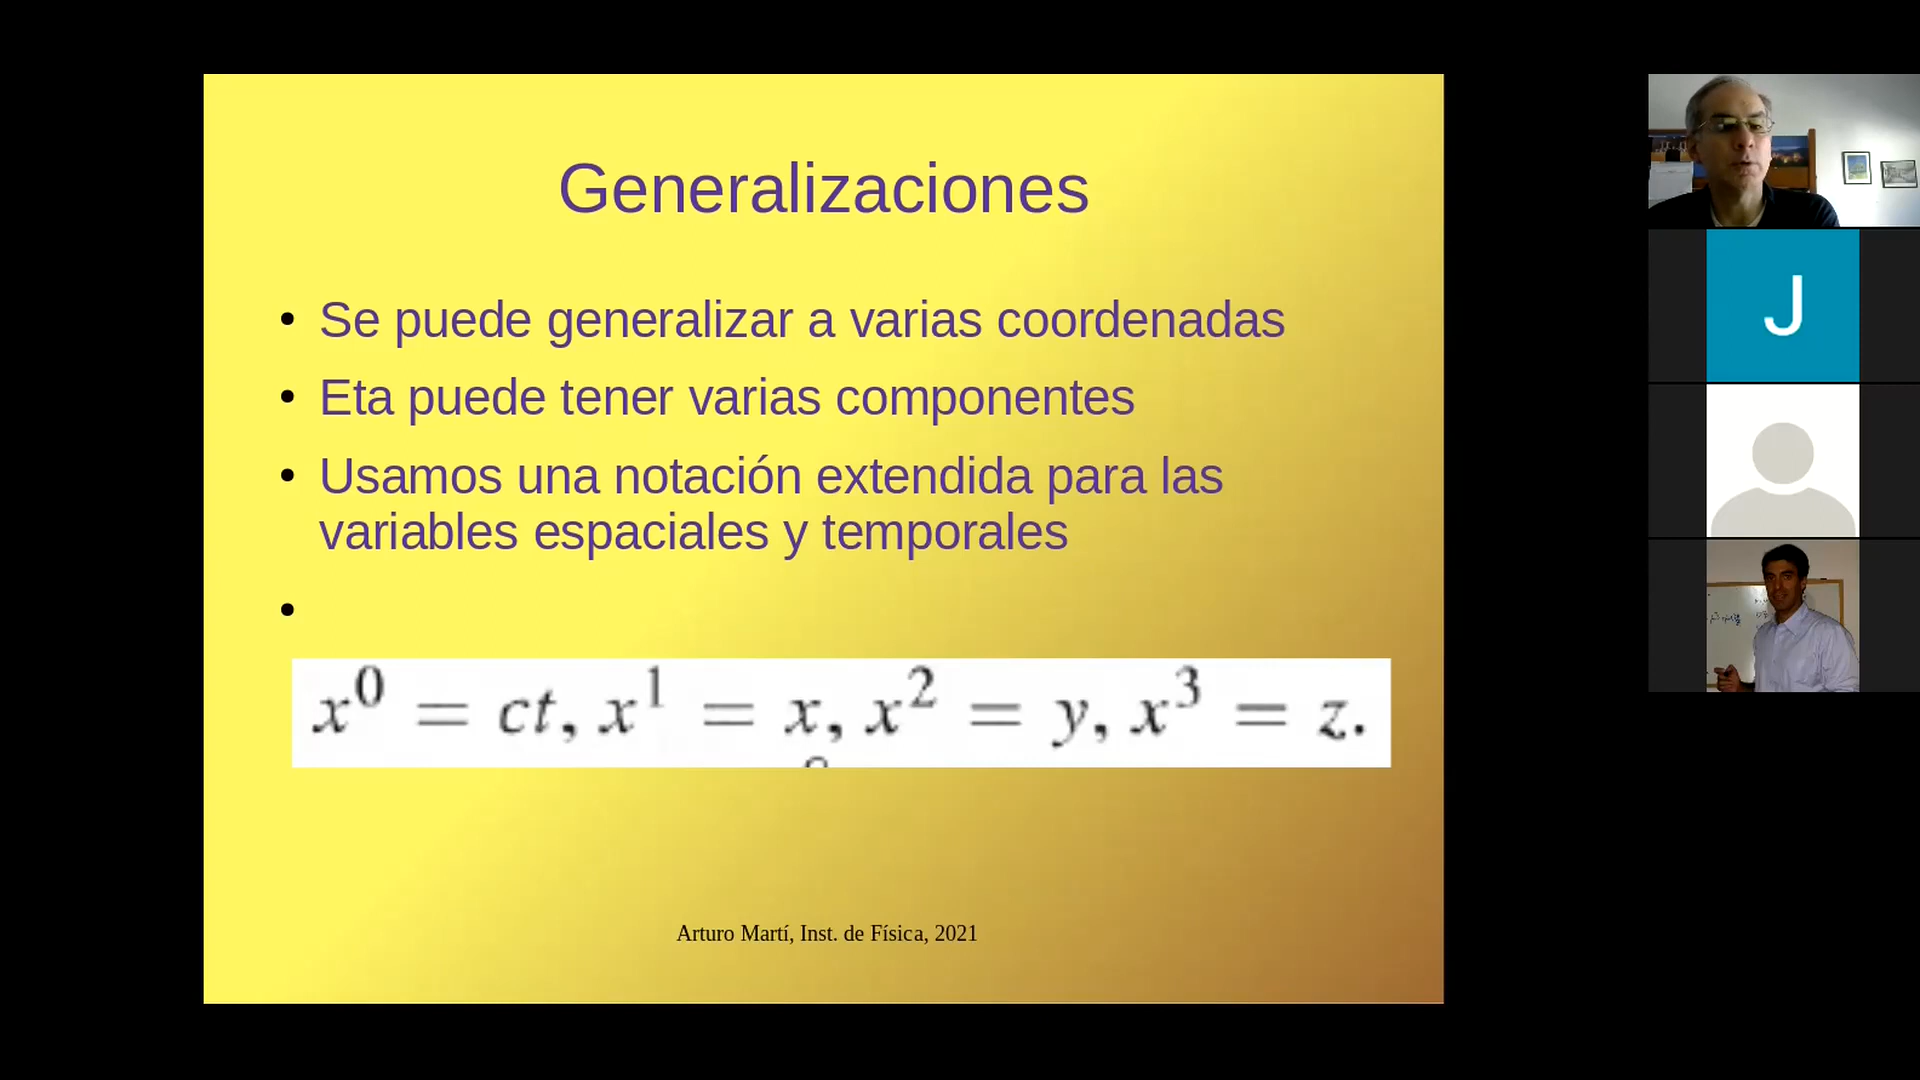 Generalizaciones
• Se puede generalizar a varias coordenadas
• Eta puede tener varias componentes
• Usamos una notación extendida para las
variables espaciales y temporales
•
x⁰ = ct, x¹ = x, x² = y, x³ = z.
Arturo Martí, Inst. de Física, 2021
J